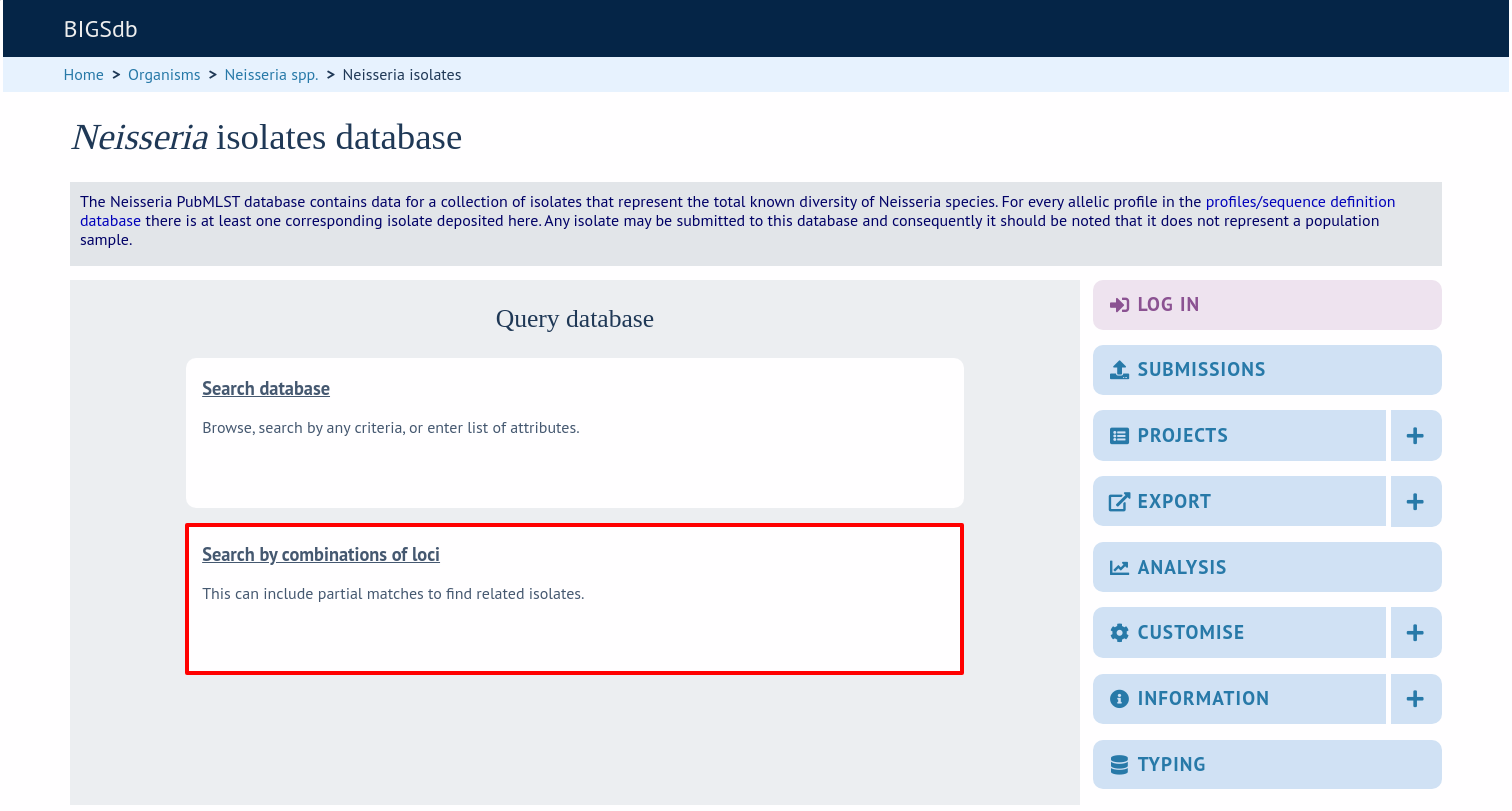 BIGSdb
Home > Organisms > Neisseria spp. > Neisseria isolates
Neisseria isolates database
The Neisseria PubMLST database contains data for a collection of isolates that represent the total known diversity of Neisseria species. For every allelic profile in the profiles/sequence definition
database there is at least one corresponding isolate deposited here. Any isolate may be submitted to this database and consequently it should be noted that it does not represent a population
sample.
Query database
Search database
Browse, search by any criteria, or enter list of attributes.
Search by combinations of loci
This can include partial matches to find related isolates.
LOG IN
SUBMISSIONS
PROJECTS +
EXPORT +
ANALYSIS
CUSTOMISE +
INFORMATION +
TYPING